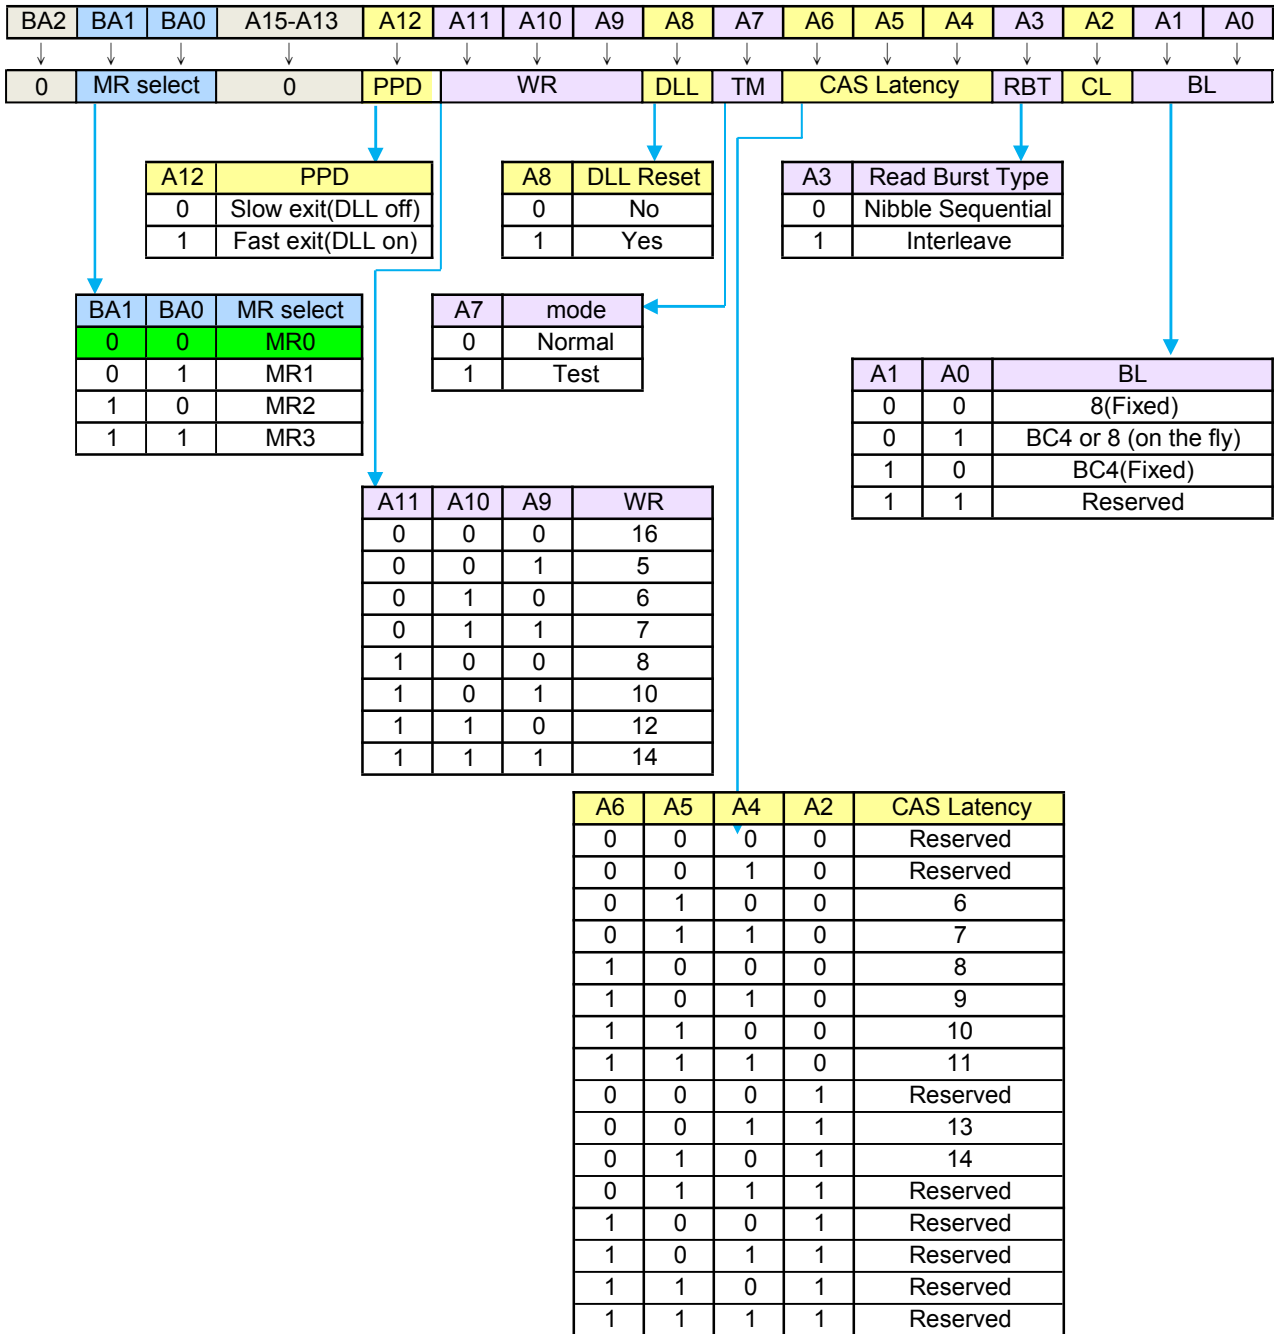 BA2 BA1 BA0 A15-A13 A12 A11 A10 A9 A8 A7 A6 A5 A4 A3 A2 A1 A0
0 MR select 0 PPD WR DLL TM CAS Latency RBT CL BL
A12 PPD
0 Slow exit(DLL off)
1 Fast exit(DLL on)
A8 DLL Reset
0 No
1 Yes
A3 Read Burst Type
0 Nibble Sequential
1 Interleave
BA1 BA0 MR select
0 0 MR0
0 1 MR1
1 0 MR2
1 1 MR3
A7 mode
0 Normal
1 Test
A1 A0 BL
0 0 8(Fixed)
0 1 BC4 or 8 (on the fly)
1 0 BC4(Fixed)
1 1 Reserved
A11 A10 A9 WR
0 0 0 16
0 0 1 5
0 1 0 6
0 1 1 7
1 0 0 8
1 0 1 10
1 1 0 12
1 1 1 14
A6 A5 A4 A2 CAS Latency
0 0 0 0 Reserved
0 0 1 0 Reserved
0 1 0 0 6
0 1 1 0 7
1 0 0 0 8
1 0 1 0 9
1 1 0 0 10
1 1 1 0 11
0 0 0 1 Reserved
0 0 1 1 13
0 1 0 1 14
0 1 1 1 Reserved
1 0 0 1 Reserved
1 0 1 1 Reserved
1 1 0 1 Reserved
1 1 1 1 Reserved